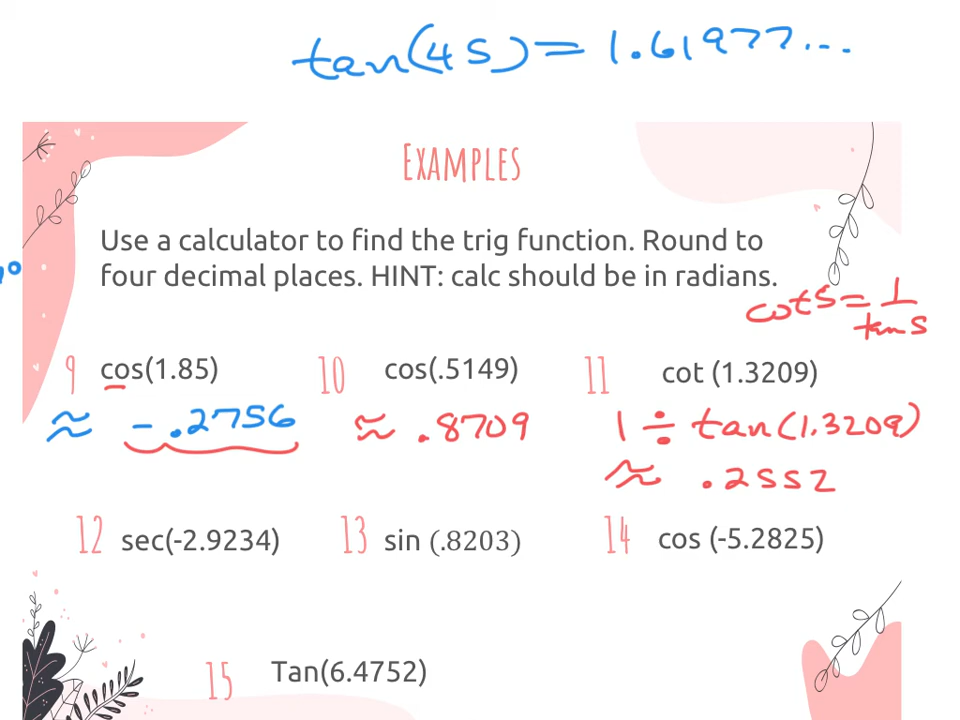 tan(45) = 1.61977...
EXAMPLES
Use a calculator to find the trig function. Round to
four decimal places. HINT: calc should be in radians.
cot s = 1
tan s
9 cos(1.85) 10 cos(.5149) 11 cot (1.3209)
≈ -.2756 ≈ .8709 1 ÷ tan(1.3209)
≈ .2552
12 sec(-2.9234) 13 sin (.8203) 14 cos (-5.2825)
15 Tan(6.4752)